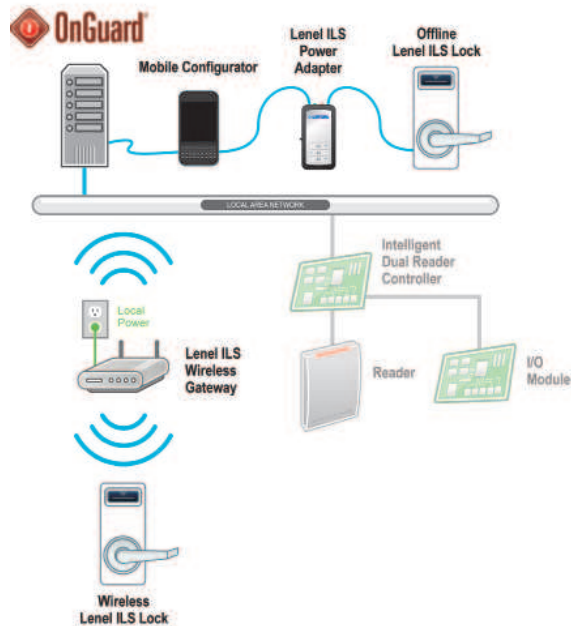 OnGuard®
Mobile Configurator
Lenel ILS
Power
Adapter
Offline
Lenel ILS Lock
LOCAL AREA NETWORK
Intelligent
Dual Reader
Controller
Local
Power
Lenel ILS
Wireless
Gateway
Reader
I/O
Module
Wireless
Lenel ILS Lock